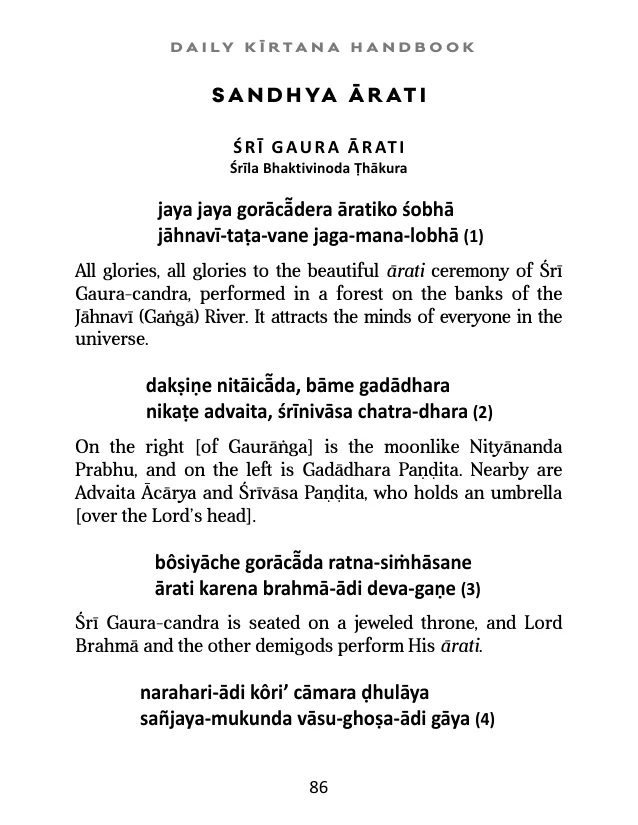 DAILY KĪRTANA HANDBOOK
SANDHYA ĀRATI
ŚRĪ GAURA ĀRATI
Śrīla Bhaktivinoda Ṭhākura
jaya jaya gorācā̃dera āratiko śobhā
jāhnavī-taṭa-vane jaga-mana-lobhā (1)
All glories, all glories to the beautiful ārati ceremony of Śrī
Gaura-candra, performed in a forest on the banks of the
Jāhnavī (Gaṅgā) River. It attracts the minds of everyone in the
universe.
dakṣiṇe nitāicā̃da, bāme gadādhara
nikaṭe advaita, śrīnivāsa chatra-dhara (2)
On the right [of Gaurāṅga] is the moonlike Nityānanda
Prabhu, and on the left is Gadādhara Paṇḍita. Nearby are
Advaita Ācārya and Śrīvāsa Paṇḍita, who holds an umbrella
[over the Lord’s head].
bôsiyāche gorācā̃da ratna-siṁhāsane
ārati karena brahmā-ādi deva-gaṇe (3)
Śrī Gaura-candra is seated on a jeweled throne, and Lord
Brahmā and the other demigods perform His ārati.
narahari-ādi kôri’ cāmara ḍhulāya
sañjaya-mukunda vāsu-ghoṣa-ādi gāya (4)
86